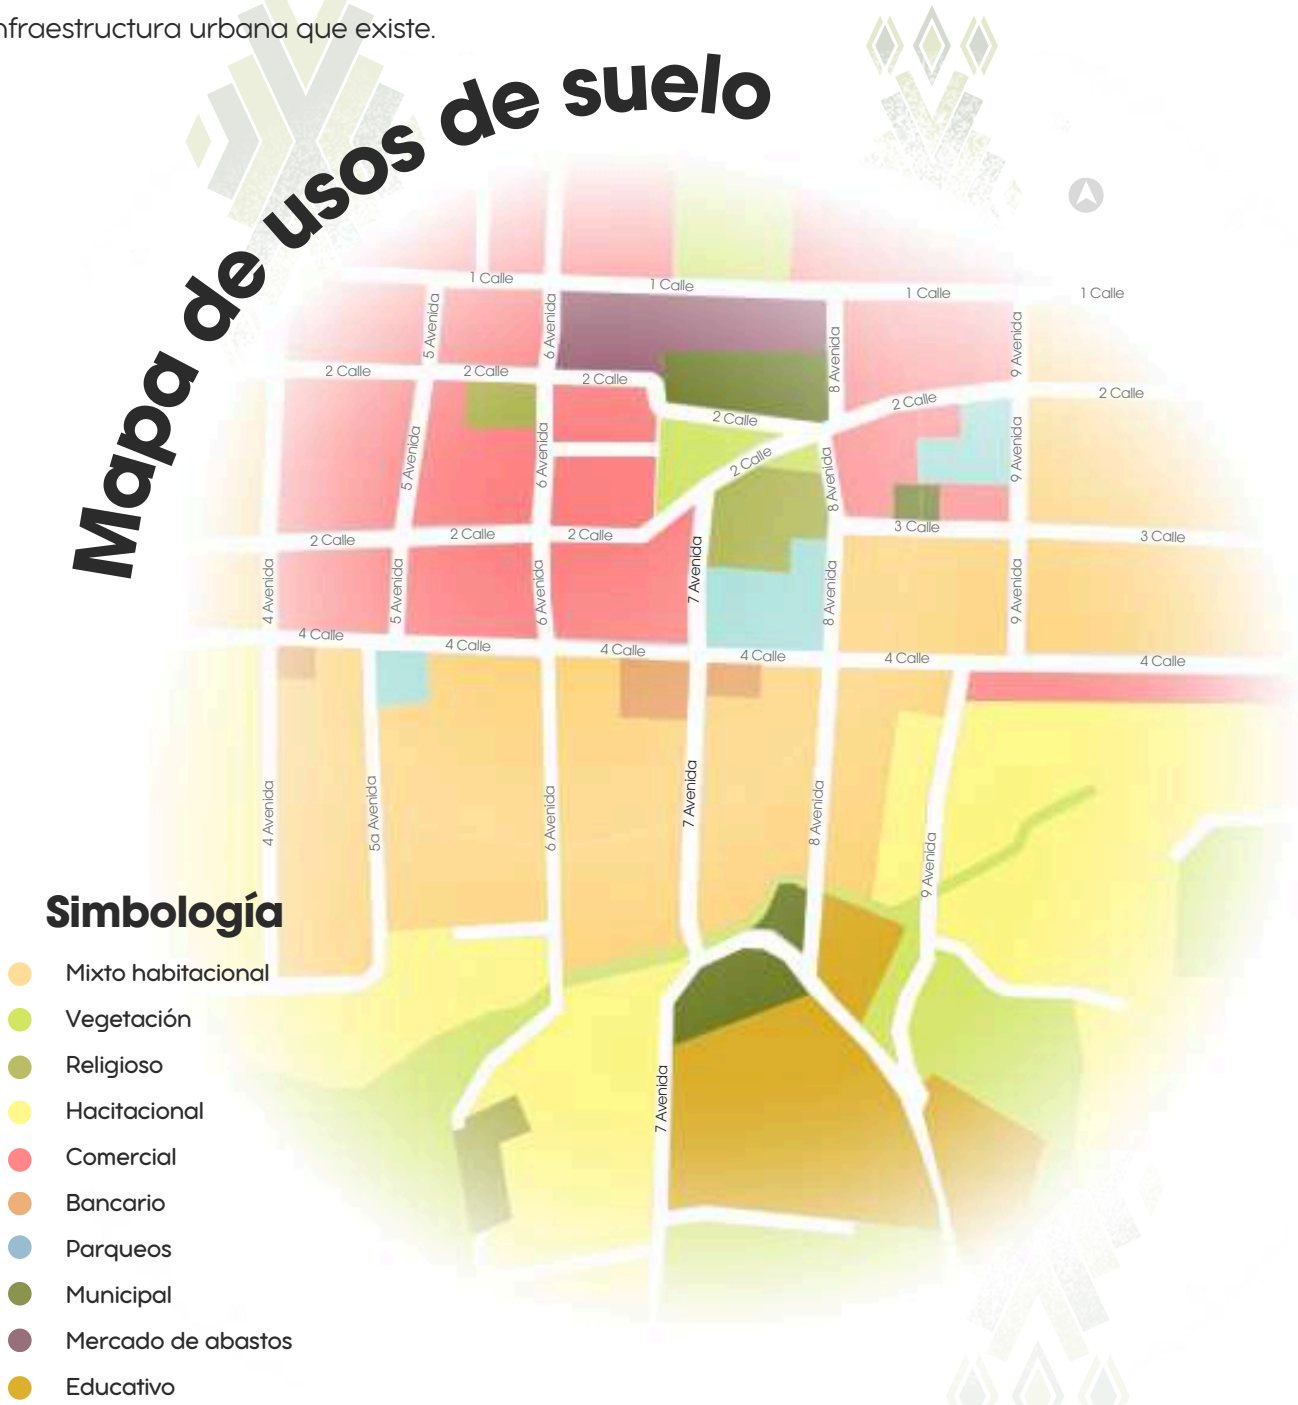 nfraestructura urbana que existe.
Mapa de usos de suelo
1 Calle
1 Calle
1 Calle
1 Calle
5 Avenida
6 Avenida
8 Avenida
9 Avenida
2 Calle
2 Calle
2 Calle
2 Calle
2 Calle
2 Calle
2 Calle
5 Avenida
6 Avenida
8 Avenida
9 Avenida
2 Calle
2 Calle
2 Calle
3 Calle
3 Calle
4 Avenida
5 Avenida
6 Avenida
7 Avenida
8 Avenida
9 Avenida
4 Calle
4 Calle
4 Calle
4 Calle
4 Calle
4 Calle
4 Avenida
5a Avenida
6 Avenida
7 Avenida
8 Avenida
9 Avenida
7 Avenida
Simbología
Mixto habitacional
Vegetación
Religioso
Hacitacional
Comercial
Bancario
Parqueos
Municipal
Mercado de abastos
Educativo